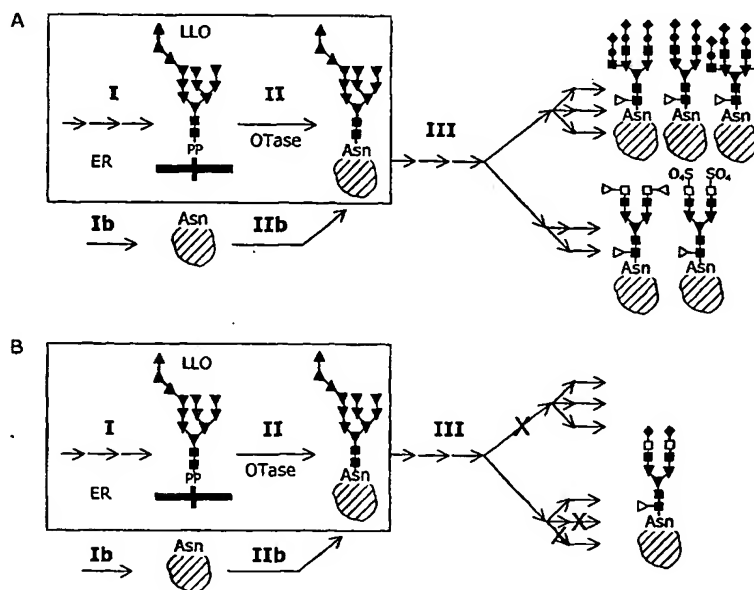 A
LLO
I
II
PP
OTase
Asn
ER
III
Asn Asn Asn
O₄S SO₄
Ib
Asn
IIb
Asn Asn
B
LLO
I
II
PP
OTase
Asn
ER
III
Ib
Asn
IIb
Asn